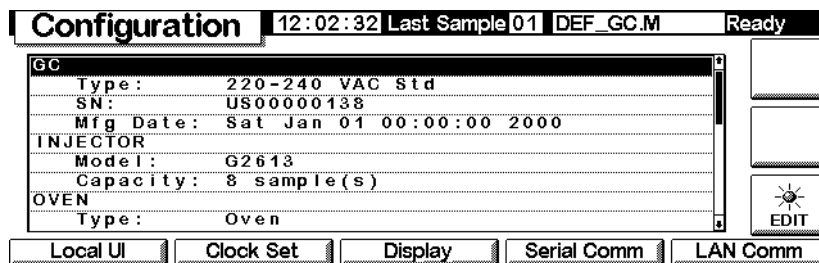 Configuration 12:02:32 Last Sample 01 DEF_GC.M Ready
GC
Type: 220-240 VAC Std
SN: US00000138
Mfg Date: Sat Jan 01 00:00:00 2000
INJECTOR
Model: G2613
Capacity: 8 sample(s)
OVEN
Type: Oven
EDIT
Local UI Clock Set Display Serial Comm LAN Comm